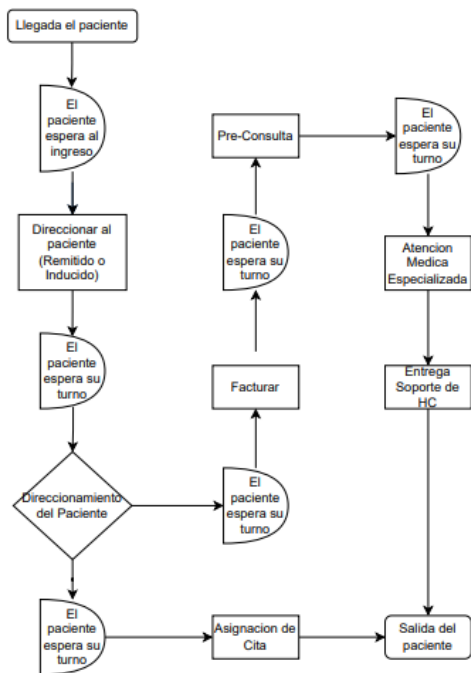 Llegada el paciente
El
paciente
espera al
ingreso
Direccionar al
paciente
(Remitido o
Inducido)
El
paciente
espera su
turno
Direccionamiento
del Paciente
El
paciente
espera su
turno
Asignacion de
Cita
Salida del
paciente
El
paciente
espera su
turno
Facturar
El
paciente
espera su
turno
Pre-Consulta
El
paciente
espera su
turno
Atencion
Medica
Especializada
Entrega
Soporte de
HC